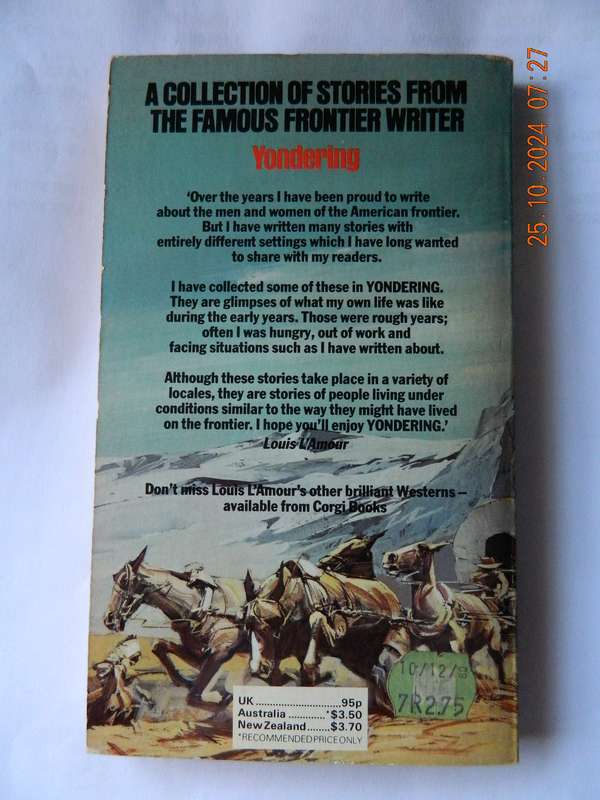 A COLLECTION OF STORIES FROM
THE FAMOUS FRONTIER WRITER
Yondering
'Over the years I have been proud to write
about the men and women of the American frontier.
But I have written many stories with
entirely different settings which I have long wanted
to share with my readers.
I have collected some of these in YONDERING.
They are glimpses of what my own life was like
during the early years. Those were rough years;
often I was hungry, out of work and
facing situations such as I have written about.
Although these stories take place in a variety of
locales, they are stories of people living under
conditions similar to the way they might have lived
on the frontier. I hope you'll enjoy YONDERING.'
Louis L'Amour
Don't miss Louis L'Amour's other brilliant Westerns –
available from Corgi Books
UK ..............................95p
Australia ............*$3.50
New Zealand.......$3.70
*RECOMMENDED PRICE ONLY
10/12/
7R2.75
25.10.2024 07:27